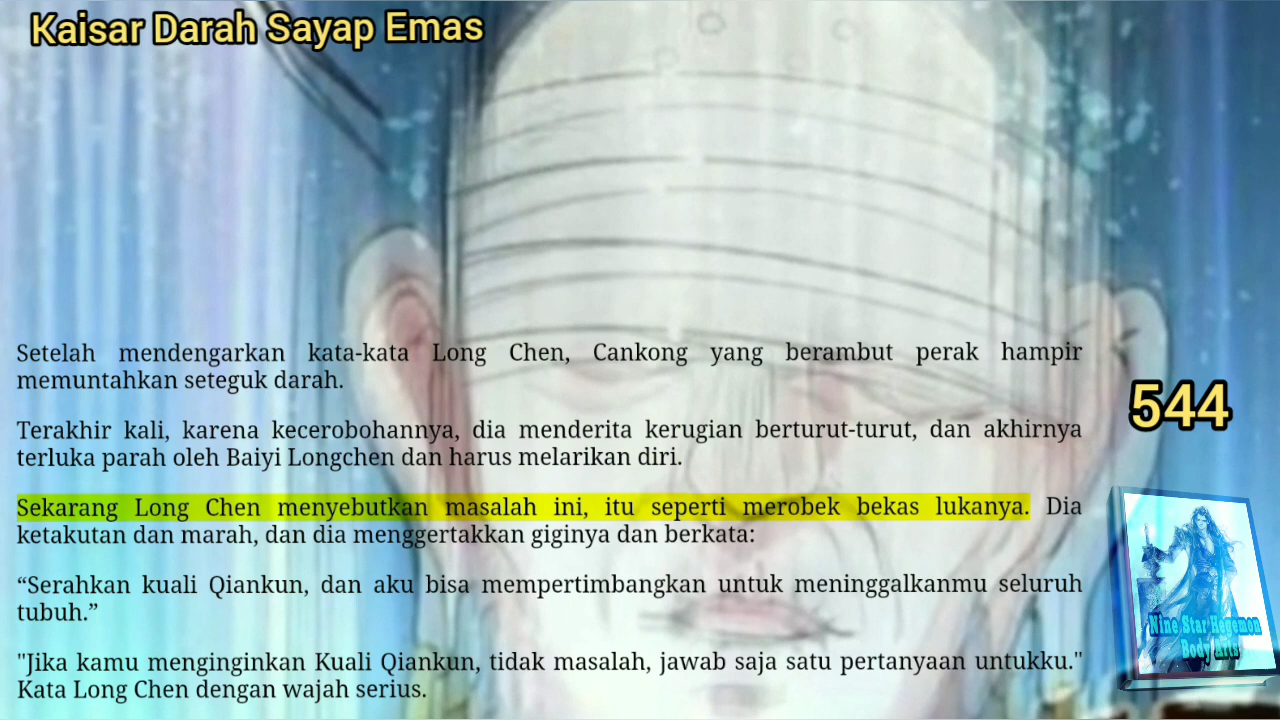 Kaisar Darah Sayap Emas
Setelah mendengarkan kata-kata Long Chen, Cankong yang berambut perak hampir
memuntahkan seteguk darah.
Terakhir kali, karena kecerobohannya, dia menderita kerugian berturut-turut, dan akhirnya
terluka parah oleh Baiyi Longchen dan harus melarikan diri.
Sekarang Long Chen menyebutkan masalah ini, itu seperti merobek bekas lukanya. Dia
ketakutan dan marah, dan dia menggertakkan giginya dan berkata:
“Serahkan kuali Qiankun, dan aku bisa mempertimbangkan untuk meninggalkanmu seluruh
tubuh.”
"Jika kamu menginginkan Kuali Qiankun, tidak masalah, jawab saja satu pertanyaan untukku."
Kata Long Chen dengan wajah serius.
544
Nine Star Hegemon
Body Arts